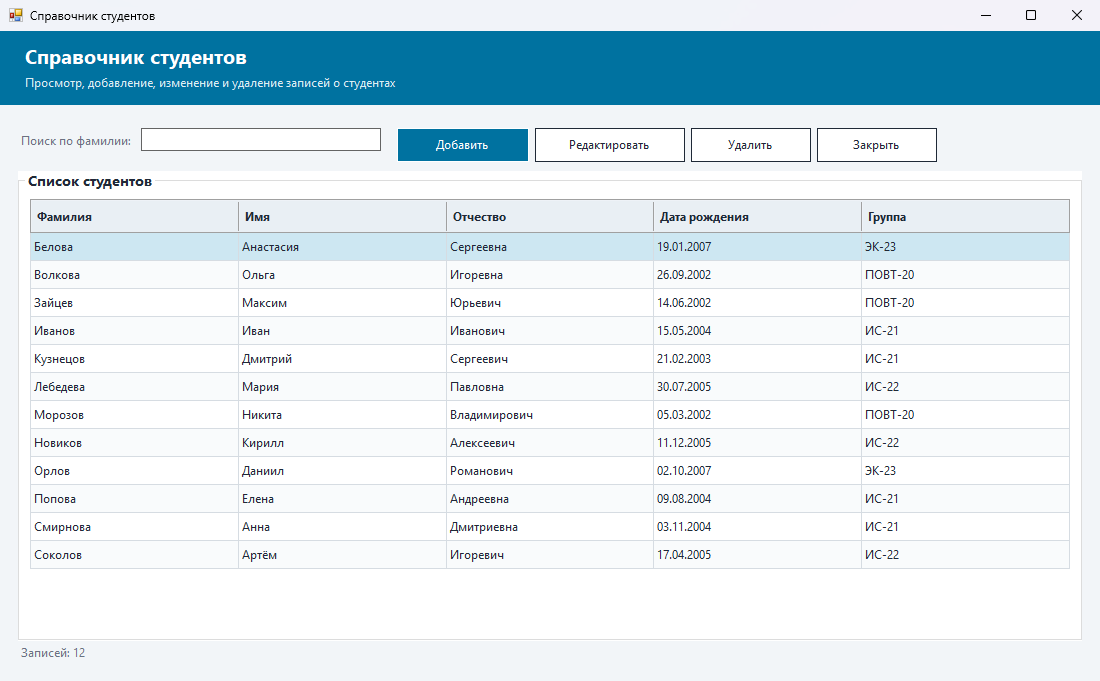 Справочник студентов
Справочник студентов
Просмотр, добавление, изменение и удаление записей о студентах
Поиск по фамилии: Добавить Редактировать Удалить Закрыть
Список студентов
Фамилия Имя Отчество Дата рождения Группа
Белова Анастасия Сергеевна 19.01.2007 ЭК-23
Волкова Ольга Игоревна 26.09.2002 ПОВТ-20
Зайцев Максим Юрьевич 14.06.2002 ПОВТ-20
Иванов Иван Иванович 15.05.2004 ИС-21
Кузнецов Дмитрий Сергеевич 21.02.2003 ИС-21
Лебедева Мария Павловна 30.07.2005 ИС-22
Морозов Никита Владимирович 05.03.2002 ПОВТ-20
Новиков Кирилл Алексеевич 11.12.2005 ИС-22
Орлов Даниил Романович 02.10.2007 ЭК-23
Попова Елена Андреевна 09.08.2004 ИС-21
Смирнова Анна Дмитриевна 03.11.2004 ИС-21
Соколов Артём Игоревич 17.04.2005 ИС-22
Записей: 12